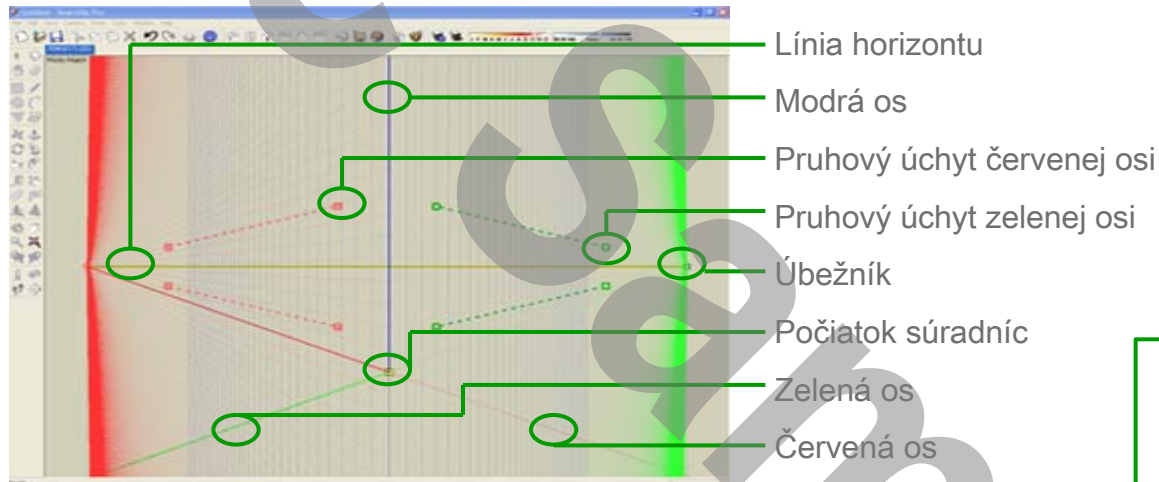 Línia horizontu
Modrá os
Pruhový úchyt červenej osi
Pruhový úchyt zelenej osi
Úbežník
Počiatok súradníc
Zelená os
Červená os